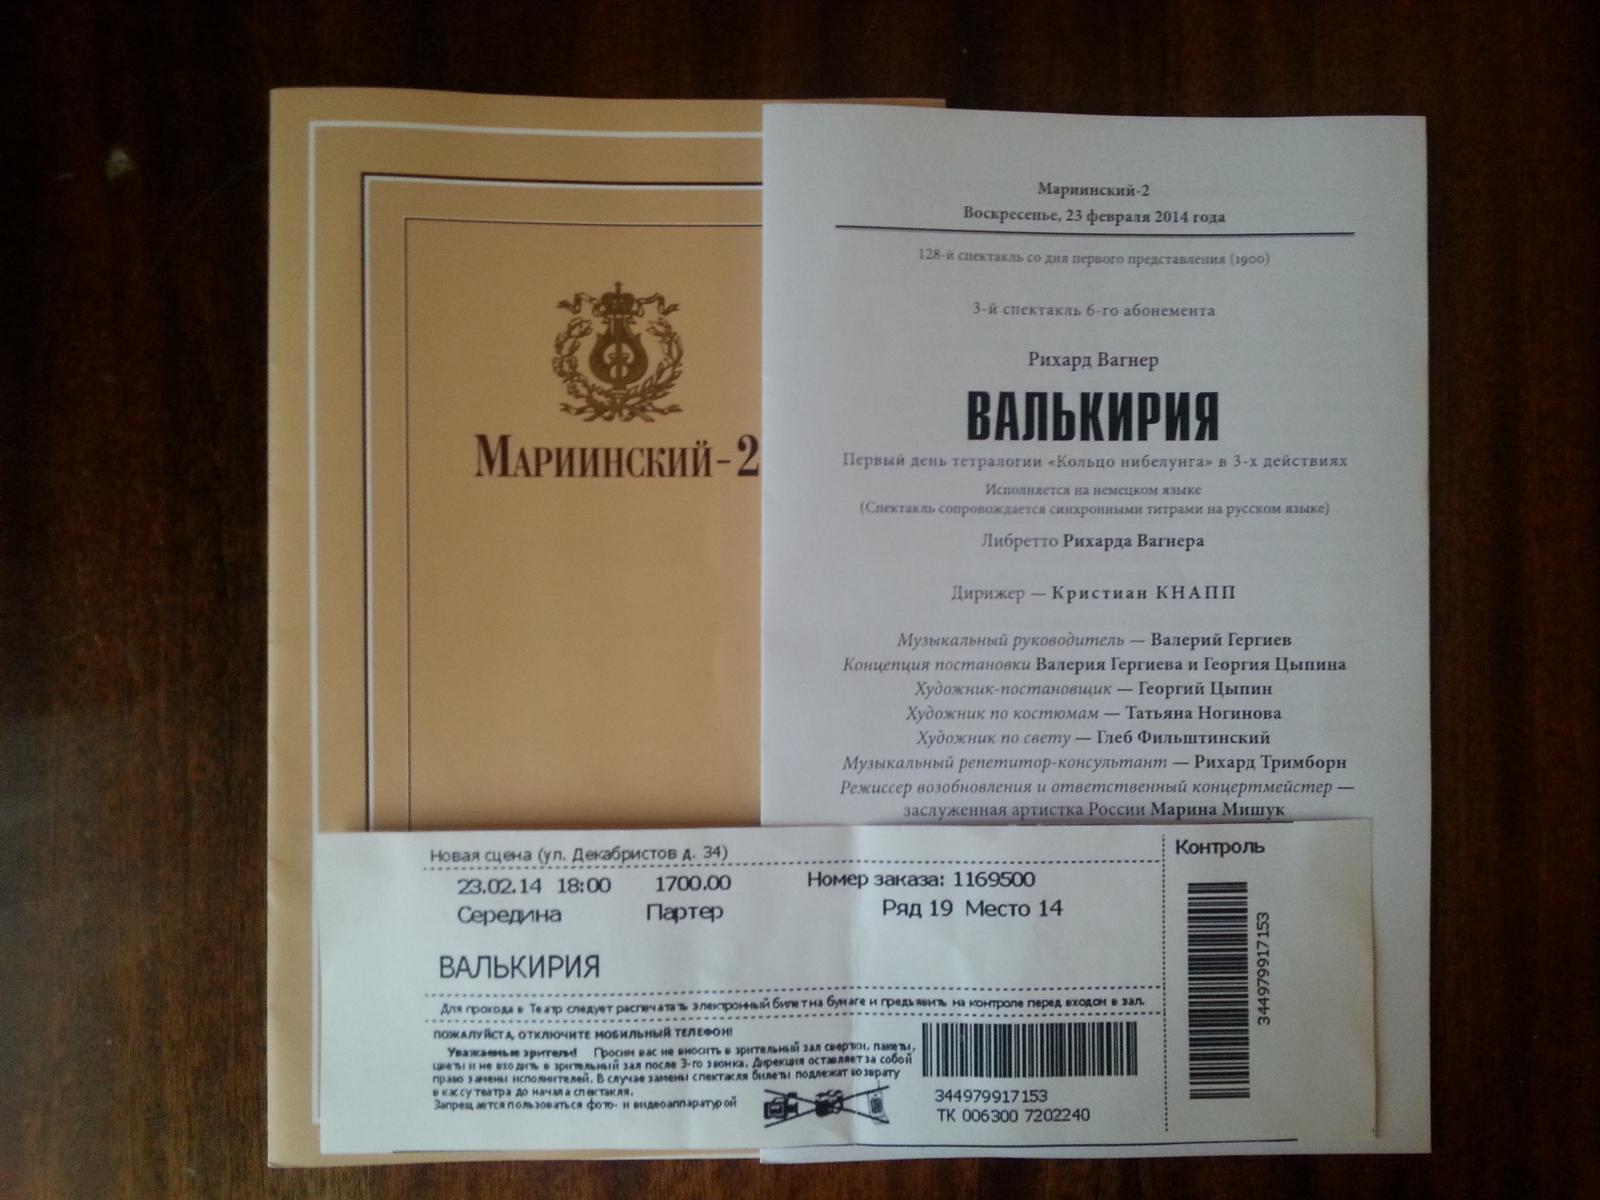 Мариинский-2
Мариинский-2
Воскресенье, 23 февраля 2014 года
128-й спектакль со дня первого представления (1900)
3-й спектакль 6-го абонемента
Рихард Вагнер
ВАЛЬКИРИЯ
Первый день тетралогии «Кольцо нибелунга» в 3-х действиях
Исполняется на немецком языке
(Спектакль сопровождается синхронными титрами на русском языке)
Либретто Рихарда Вагнера
Дирижер — Кристиан КНАПП
Музыкальный руководитель — Валерий Гергиев
Концепция постановки Валерия Гергиева и Георгия Цыпина
Художник-постановщик — Георгий Цыпин
Художник по костюмам — Татьяна Ногинова
Художник по свету — Глеб Фильштинский
Музыкальный репетитор-консультант — Рихард Тримборн
Режиссер возобновления и ответственный концертмейстер —
заслуженная артистка России Марина Мишук
Новая сцена (ул. Декабристов д. 34)
23.02.14 18:00 1700.00 Номер заказа: 1169500
Середина Партер Ряд 19 Место 14
ВАЛЬКИРИЯ
Для прохода в Театр следует распечатать электронный билет на бумаге и предъявить на контроле перед входом в зал.
ПОЖАЛУЙСТА, ОТКЛЮЧИТЕ МОБИЛЬНЫЙ ТЕЛЕФОН!
Уважаемые зрители! Просим вас не вносить в зрительный зал свертки, пакеты,
цветы и не входить в зрительный зал после 3-го звонка. Дирекция оставляет за собой
право замены исполнителей. В случае замены спектакля билеты подлежат возврату
в кассу театра до начала спектакля.
Запрещается пользоваться фото- и видеоаппаратурой
344979917153
ТК 006300 7202240
Контроль
344979917153